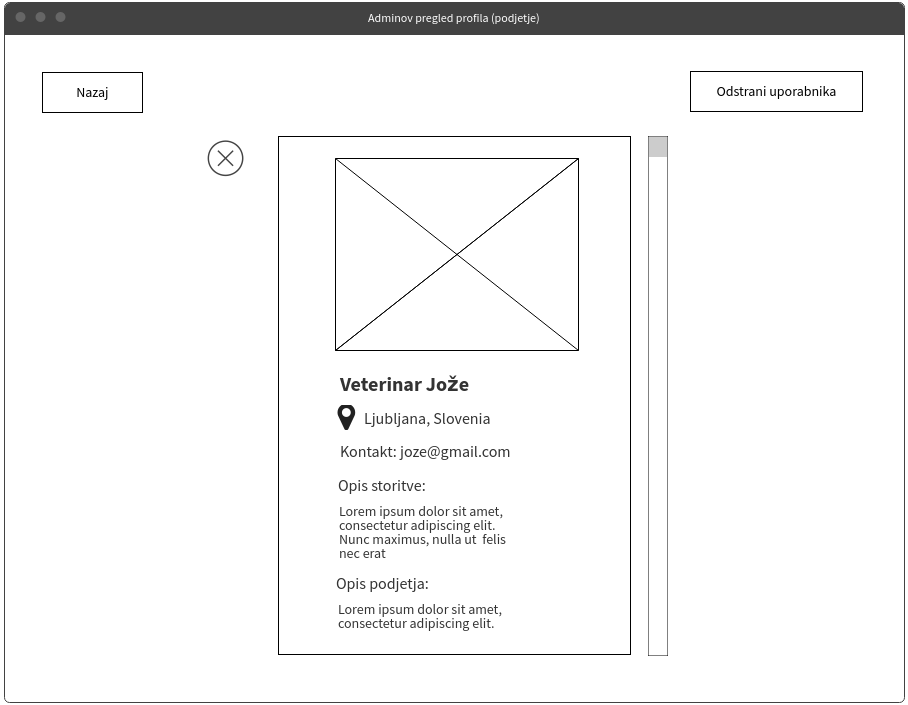 Adminov pregled profila (podjetje)
Nazaj
Odstrani uporabnika
Veterinar Jože
Ljubljana, Slovenia
Kontakt: joze@gmail.com
Opis storitve:
Lorem ipsum dolor sit amet,
consectetur adipiscing elit.
Nunc maximus, nulla ut felis
nec erat
Opis podjetja:
Lorem ipsum dolor sit amet,
consectetur adipiscing elit.